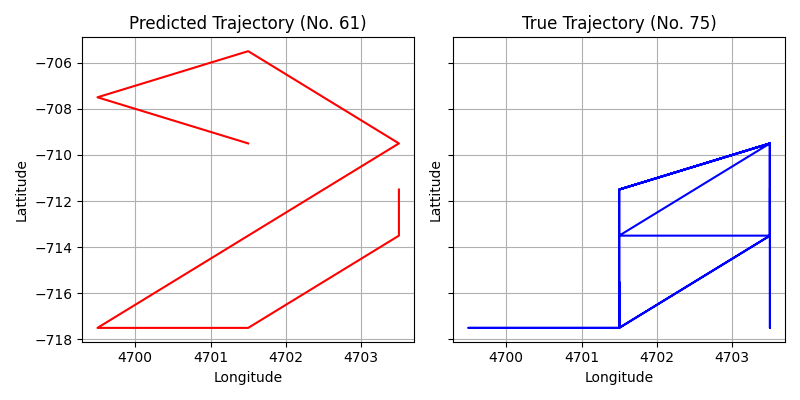 Predicted Trajectory (No. 61)
True Trajectory (No. 75)
Lattitude
−706
−708
−710
−712
−714
−716
−718
4700
4701
4702
4703
Longitude
Lattitude
4700
4701
4702
4703
Longitude